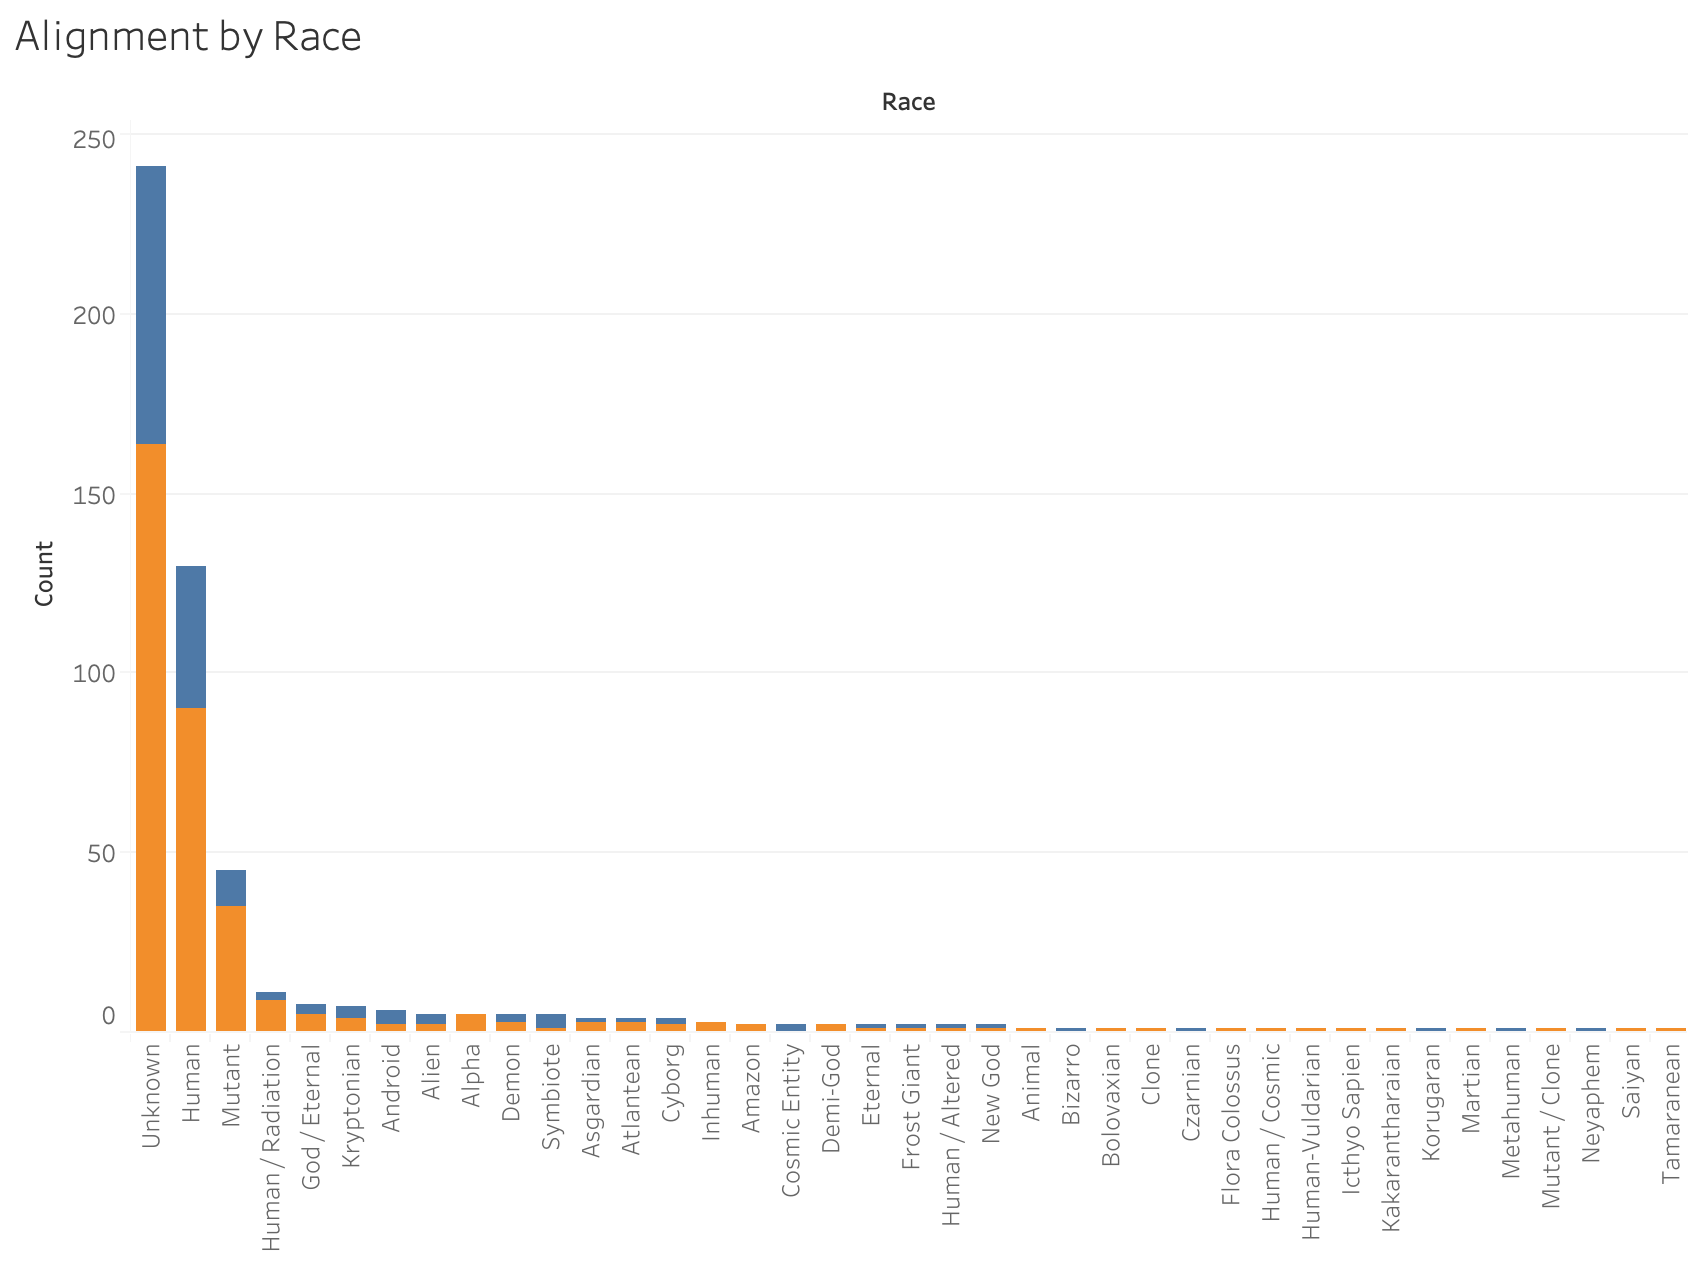 Alignment by Race
Race
250
200
150
100
50
0
Count
Unknown
Human
Mutant
Human / Radiation
God / Eternal
Kryptonian
Android
Alien
Alpha
Demon
Symbiote
Asgardian
Atlantean
Cyborg
Inhuman
Amazon
Cosmic Entity
Demi-God
Eternal
Frost Giant
Human / Altered
New God
Animal
Bizarro
Bolovaxian
Clone
Czarnian
Flora Colossus
Human / Cosmic
Human-Vuldarian
Icthyo Sapien
Kakarantharaian
Korugaran
Martian
Metahuman
Mutant / Clone
Neyaphem
Saiyan
Tamaranean